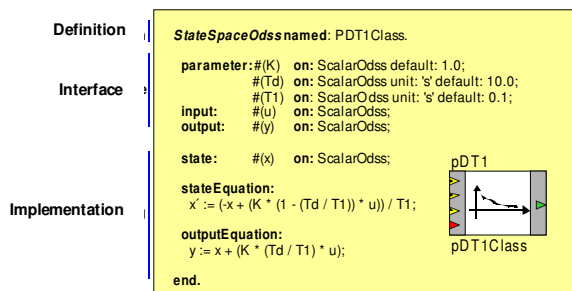 Definition
StateSpaceOdss named: PDT1Class.
Interface
parameter: #(K) on: ScalarOdss default: 1.0;
#(Td) on: ScalarOdss unit: 's' default: 10.0;
#(T1) on: ScalarOdss unit: 's' default: 0.1;
input: #(u) on: ScalarOdss;
output: #(y) on: ScalarOdss;
Implementation
state: #(x) on: ScalarOdss;
stateEquation:
x´ := (-x + (K * (1 - (Td / T1)) * u)) / T1;
outputEquation:
y := x + (K * (Td / T1) * u);
end.
pDT1
pDT1Class